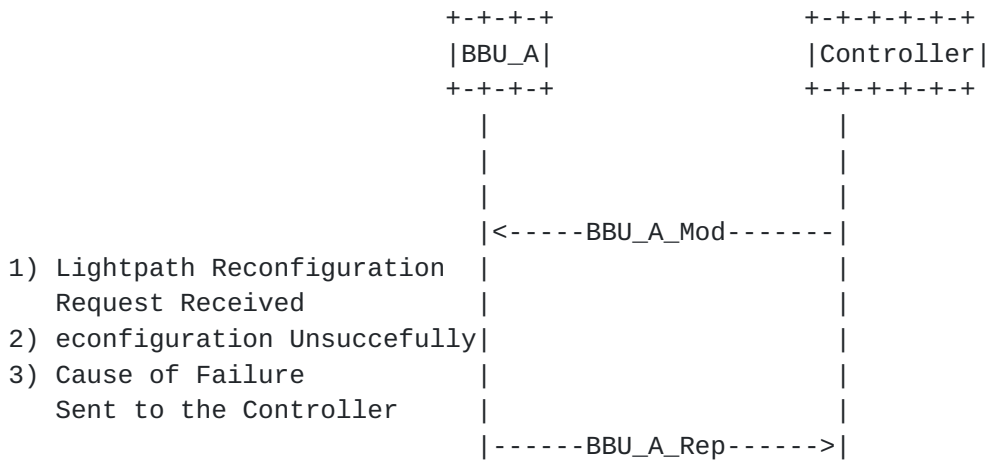 +-+-+-+                +-+-+-+-+-+
|BBU_A|                |Controller|
+-+-+-+                +-+-+-+-+-+
|                      |
|                      |
|                      |
|<-----BBU_A_Mod-------|
1) Lightpath Reconfiguration  |                      |
   Request Received           |                      |
2) econfiguration Unsuccefully|                      |
3) Cause of Failure           |                      |
   Sent to the Controller     |                      |
|------BBU_A_Rep------>|